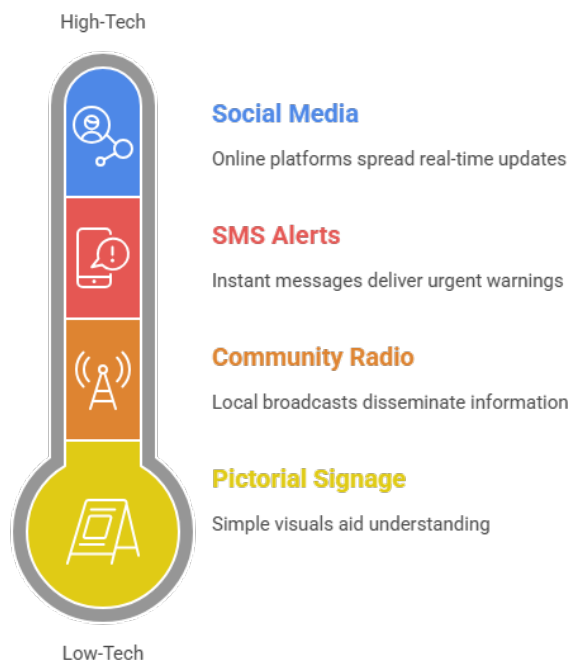 High-Tech
Social Media
Online platforms spread real-time updates
SMS Alerts
Instant messages deliver urgent warnings
Community Radio
Local broadcasts disseminate information
Pictorial Signage
Simple visuals aid understanding
Low-Tech